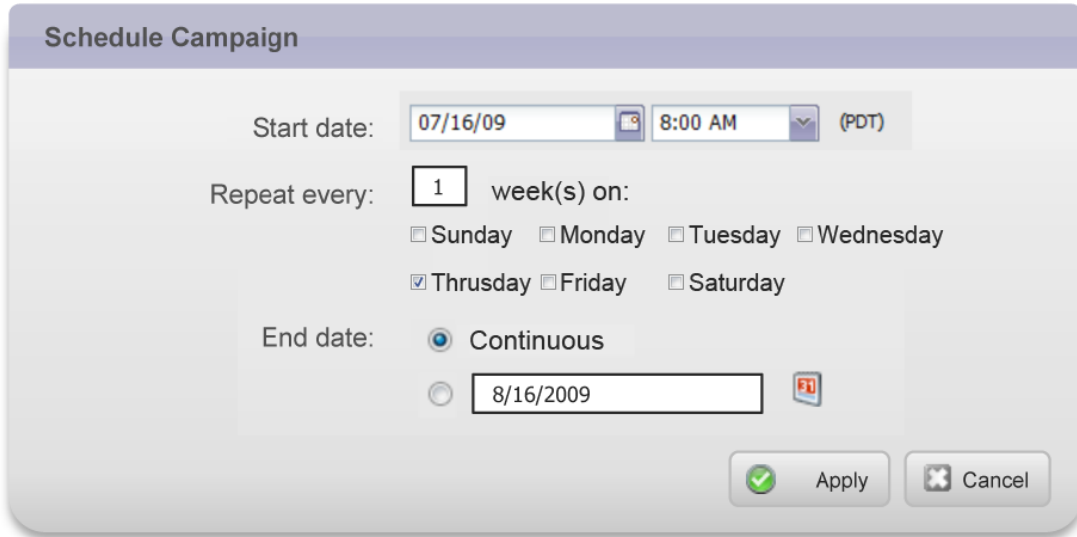 Schedule Campaign
Start date: 07/16/09 8:00 AM (PDT)
Repeat every: 1 week(s) on:
Sunday Monday Tuesday Wednesday
Thrusday Friday Saturday
End date: Continuous
8/16/2009 31
Apply Cancel